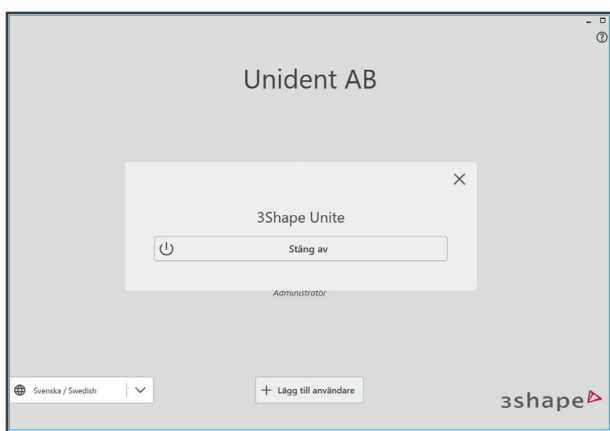 Unident AB
3Shape Unite
Stäng av
Administratör
Svenska / Swedish
Lägg till användare
3shape